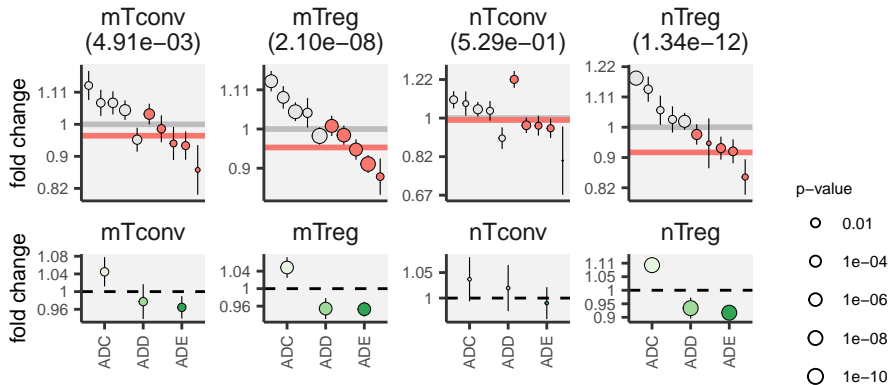 mTconv
(4.91e−03)
mTreg
(2.10e−08)
nTconv
(5.29e−01)
nTreg
(1.34e−12)
fold change
1.11
1
0.9
0.82
1.11
1
0.9
1.22
1
0.82
0.67
1.22
1.11
1
0.9
0.82
mTconv
mTreg
nTconv
nTreg
fold change
1.08
1.04
1
0.96
1.04
1
0.96
1.05
1
1.11
1.05
1
0.95
0.9
ADC
ADD
ADE
ADC
ADD
ADE
ADC
ADD
ADE
ADC
ADD
ADE
p−value
0.01
1e−04
1e−06
1e−08
1e−10